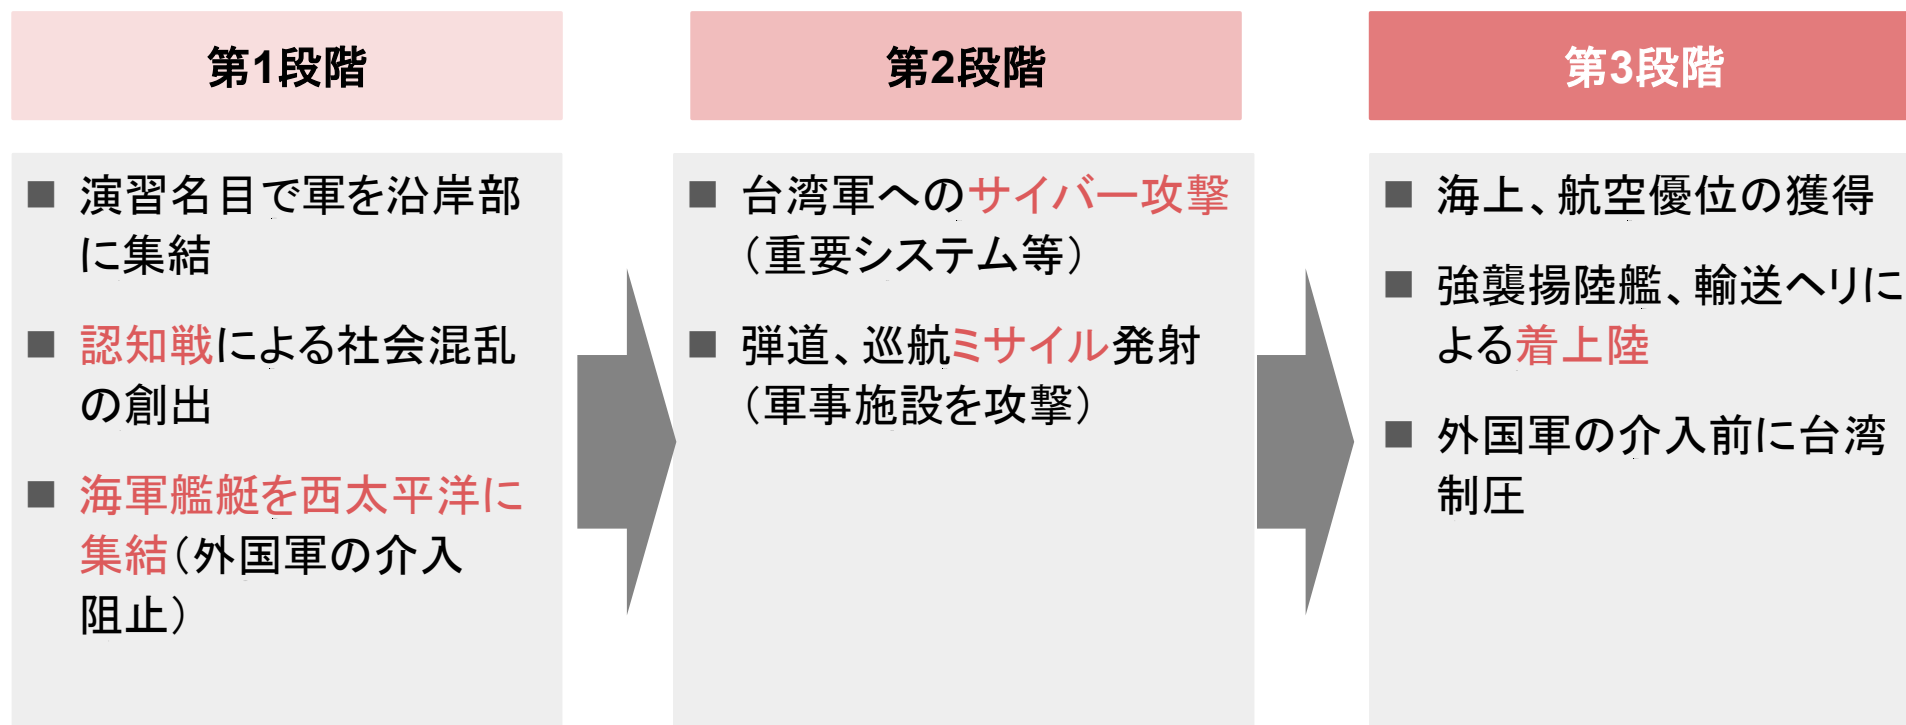 第1段階
演習名目で軍を沿岸部
に集結
認知戦による社会混乱
の創出
海軍艦艇を西太平洋に
集結（外国軍の介入
阻止）
第2段階
台湾軍へのサイバー攻撃
（重要システム等）
弾道、巡航ミサイル発射
（軍事施設を攻撃）
第3段階
海上、航空優位の獲得
強襲揚陸艦、輸送ヘリに
よる着上陸
外国軍の介入前に台湾
制圧